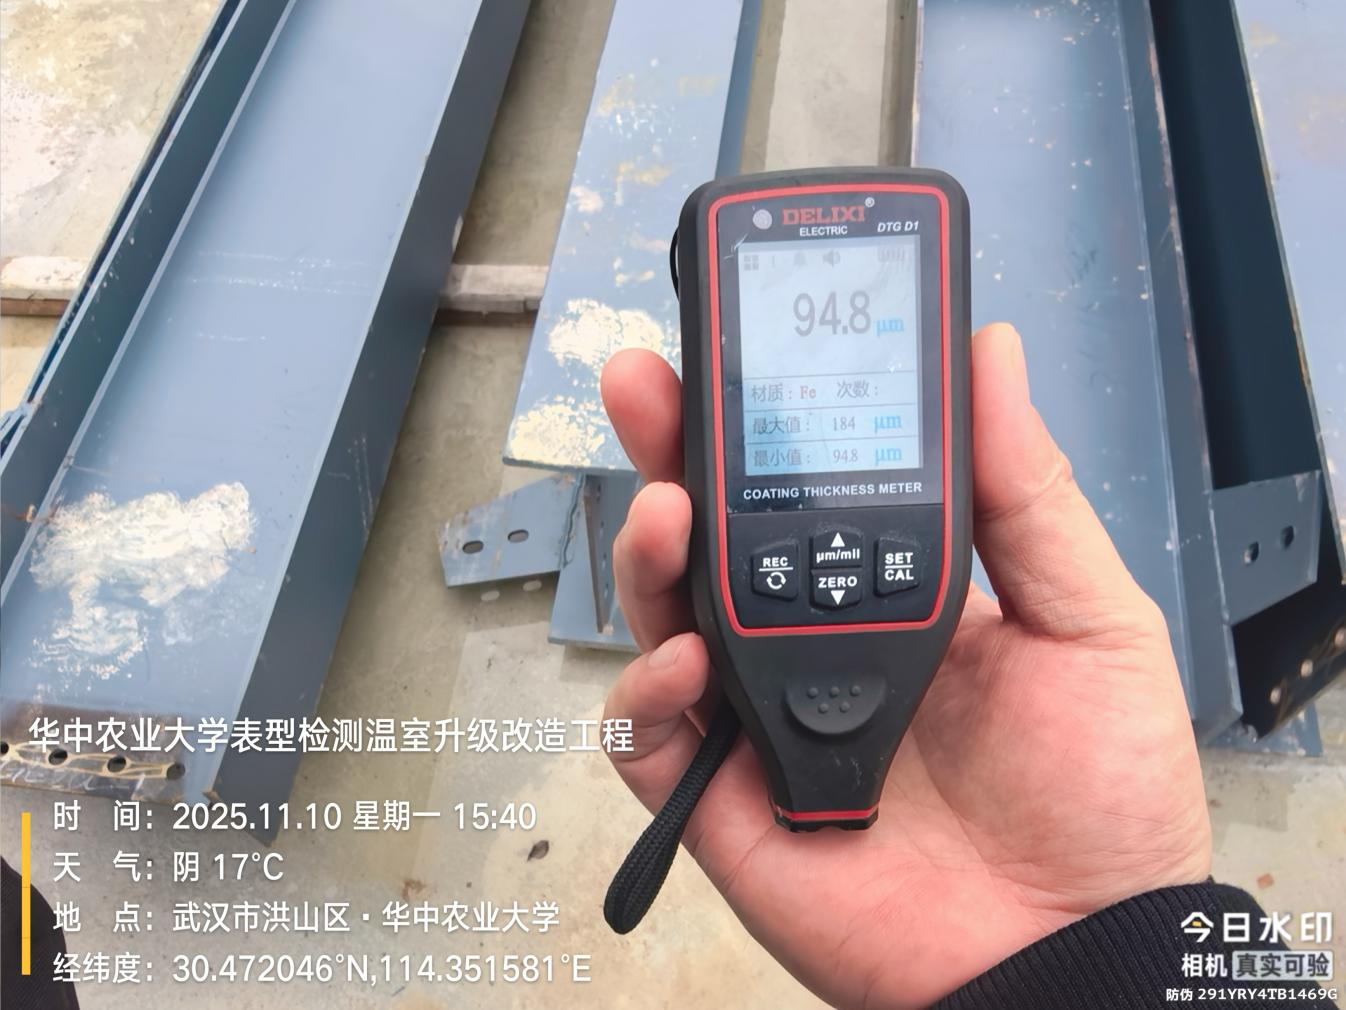 DELIXI®
ELECTRIC
DTG D1
94.8 μm
材质：Fe 次数：
最大值： 184 μm
最小值： 94.8 μm
COATING THICKNESS METER
REC
μm/mil
ZERO
SET
CAL
华中农业大学表型检测温室升级改造工程
时 间：2025.11.10 星期一 15:40
天 气：阴 17°C
地 点：武汉市洪山区·华中农业大学
经纬度：30.472046°N,114.351581°E
今日水印
相机 真实可验
防伪 291YRY4TB1469G